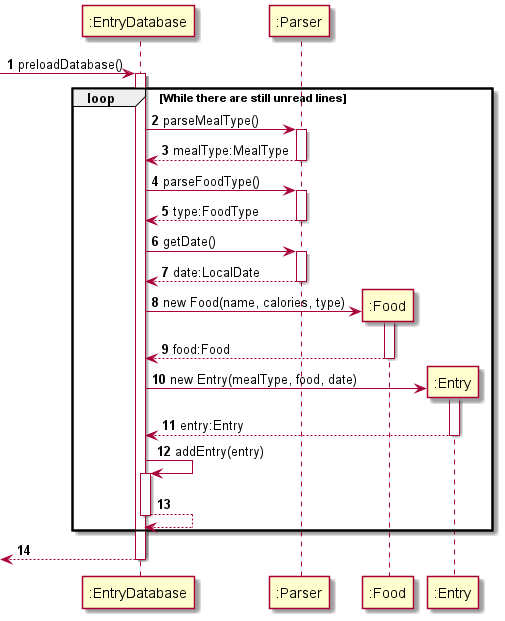 :EntryDatabase :Parser
1 preloadDatabase()
loop [While there are still unread lines]
2 parseMealType()
3 mealType:MealType
4 parseFoodType()
5 type:FoodType
6 getDate()
7 date:LocalDate
8 new Food(name, calories, type) :Food
9 food:Food
10 new Entry(mealType, food, date) :Entry
11 entry:Entry
12 addEntry(entry)
13
14
:EntryDatabase :Parser :Food :Entry